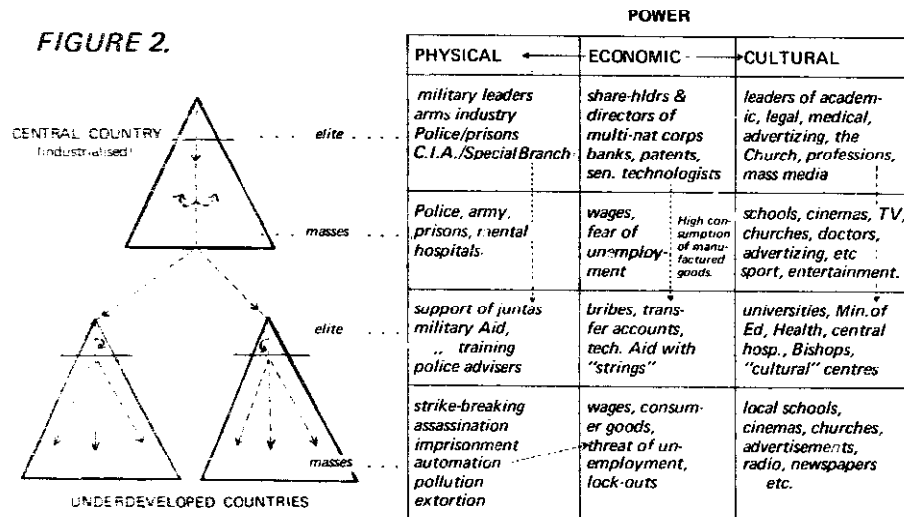 FIGURE 2.
POWER
PHYSICAL
ECONOMIC
CULTURAL
CENTRAL COUNTRY
(industrialised)
elite
military leaders
arms industry
Police/prisons
C.I.A./Special Branch
share-hldrs &
directors of
multi-nat corps
banks, patents,
sen. technologists
leaders of academ-
ic, legal, medical,
advertizing, the
Church, professions,
mass media
masses
Police, army,
prisons, mental
hospitals
wages,
fear of
unemploy-
ment
High con-
sumption
of manu-
factured
goods.
schools, cinemas, TV,
churches, doctors,
advertizing, etc
sport, entertainment.
elite
support of juntas
military Aid,
,, training
police advisers
bribes, trans-
fer accounts,
tech. Aid with
"strings"
universities, Min. of
Ed, Health, central
hosp., Bishops,
"cultural" centres
masses
strike-breaking
assassination
imprisonment
automation
pollution
extortion
wages, consum-
er goods,
threat of un-
employment,
lock-outs
local schools,
cinemas, churches,
advertisements,
radio, newspapers
etc.
UNDERDEVELOPED COUNTRIES